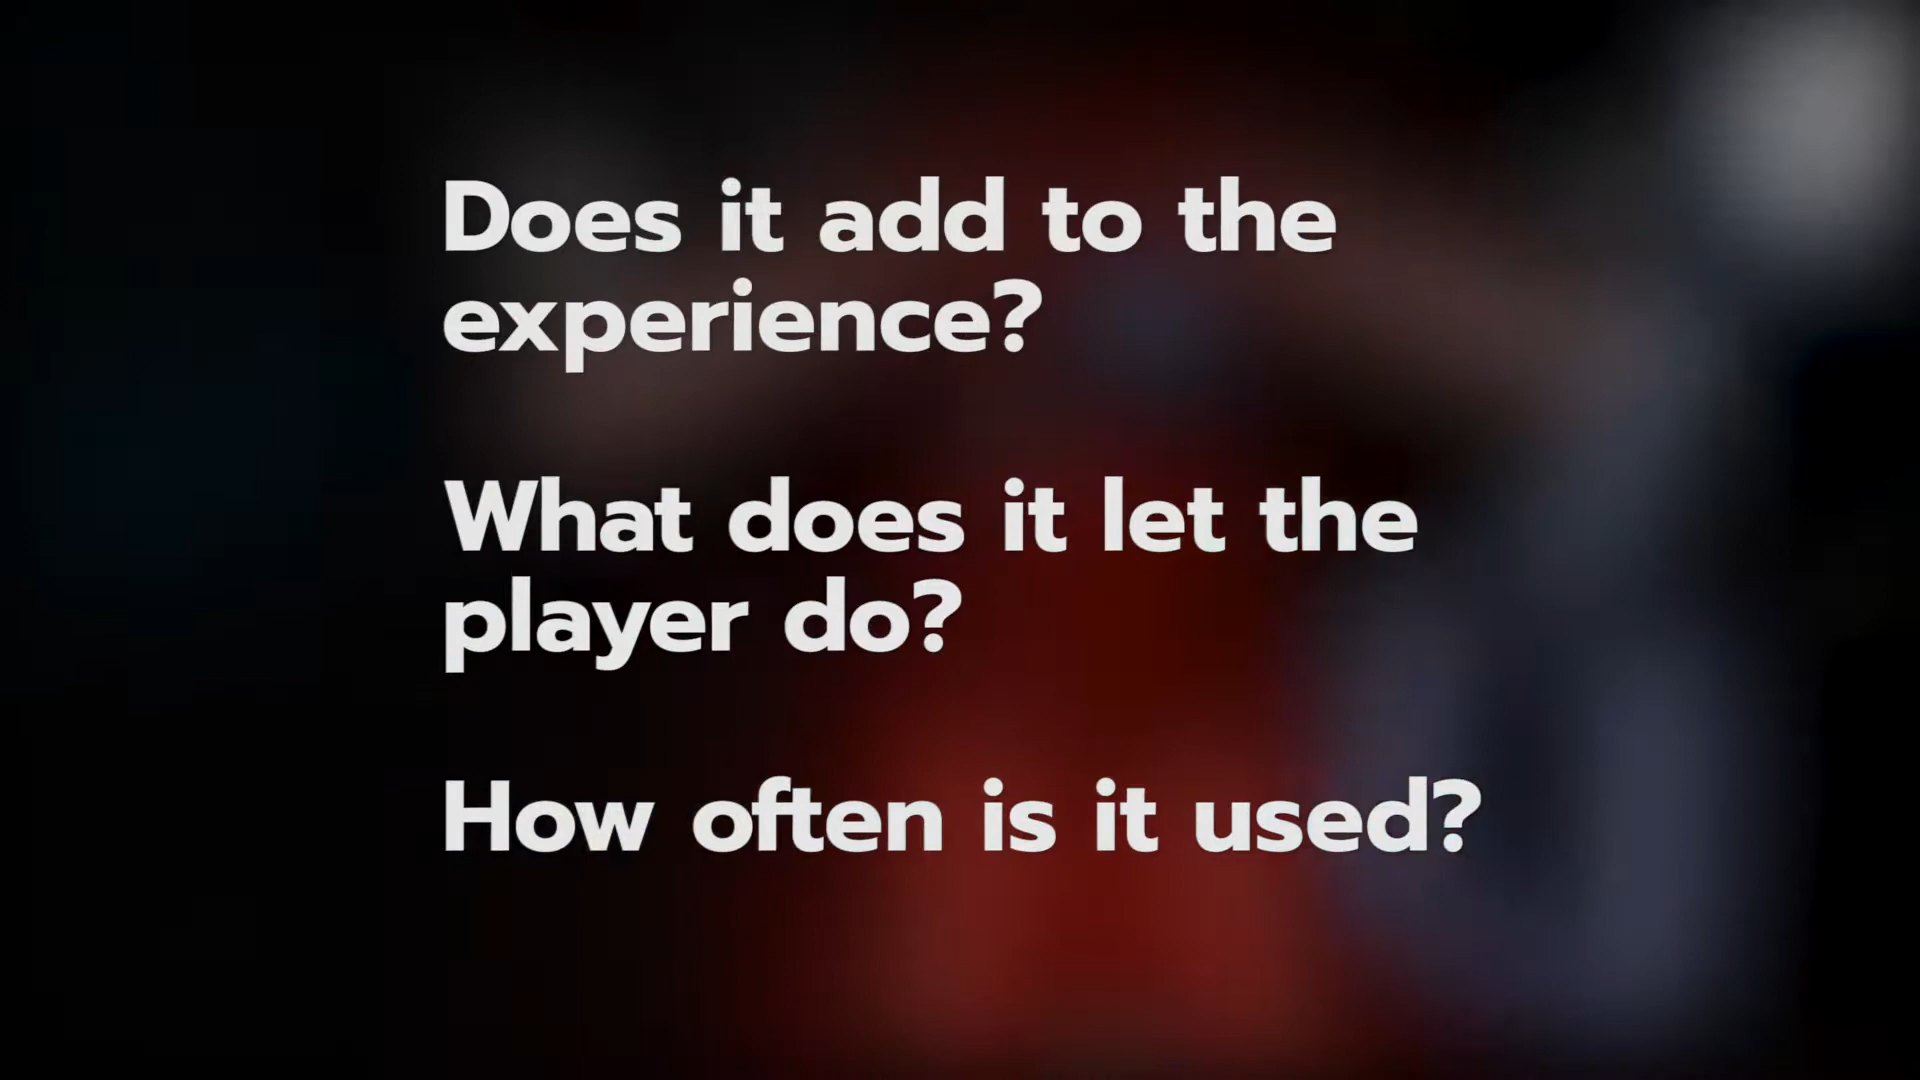 Does it add to the
experience?
What does it let the
player do?
How often is it used?